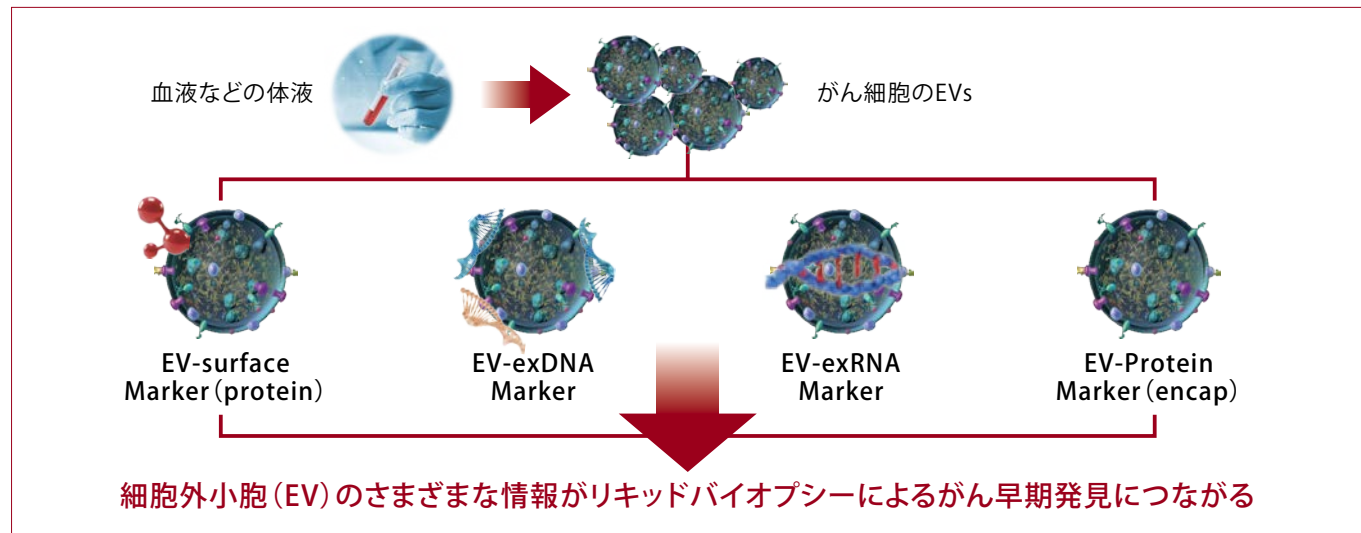 血液などの体液
がん細胞のEVs
EV-surface
Marker（protein）
EV-exDNA
Marker
EV-exRNA
Marker
EV-Protein
Marker（encap）
細胞外小胞（EV）のさまざまな情報がリキッドバイオプシーによるがん早期発見につながる